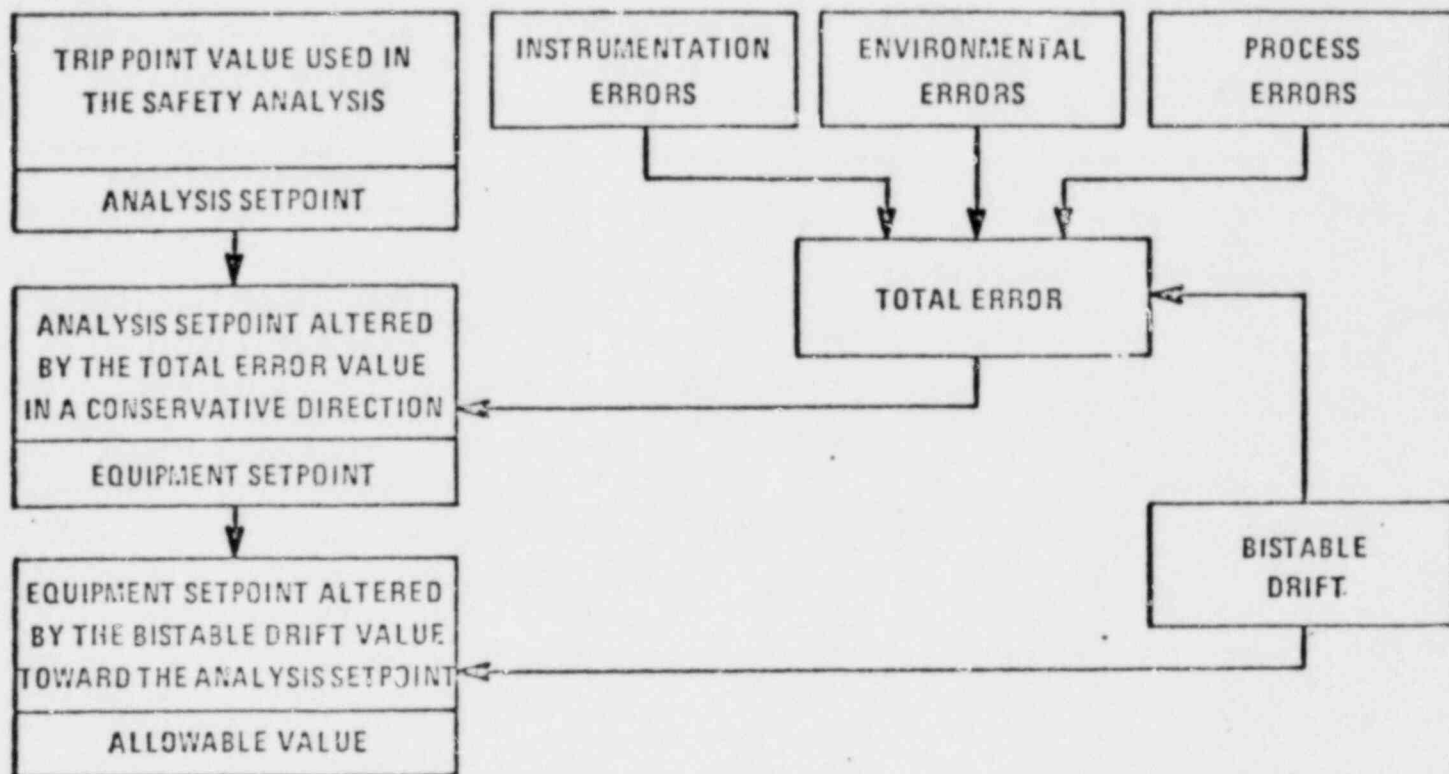 TRIP POINT VALUE USED IN
THE SAFETY ANALYSIS
ANALYSIS SETPOINT
INSTRUMENTATION
ERRORS
ENVIRONMENTAL
ERRORS
PROCESS
ERRORS
TOTAL ERROR
ANALYSIS SETPOINT ALTERED
BY THE TOTAL ERROR VALUE
IN A CONSERVATIVE DIRECTION
EQUIPMENT SETPOINT
BISTABLE
DRIFT
EQUIPMENT SETPOINT ALTERED
BY THE BISTABLE DRIFT VALUE
TOWARD THE ANALYSIS SETPOINT
ALLOWABLE VALUE